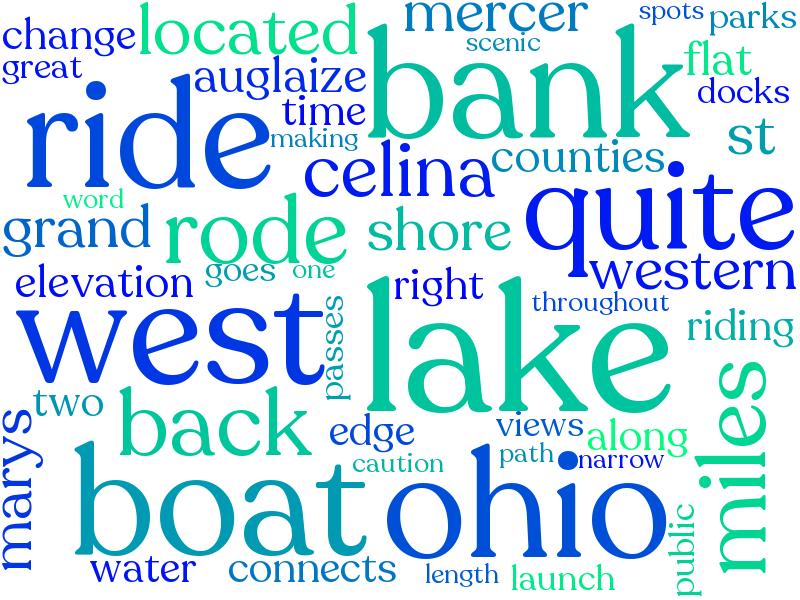 change
located
mercer
spots
parks
great
auglaize
scenic
flat
ride
time
bank
docks
making
st
celina
counties
word
quite
grand
rode
shore
elevation
goes
one
right
western
west
passes
lake
throughout
riding
two
back
edge
views
along
miles
marys
caution
path
narrow
boat
ohio
public
water
connects
length
launch